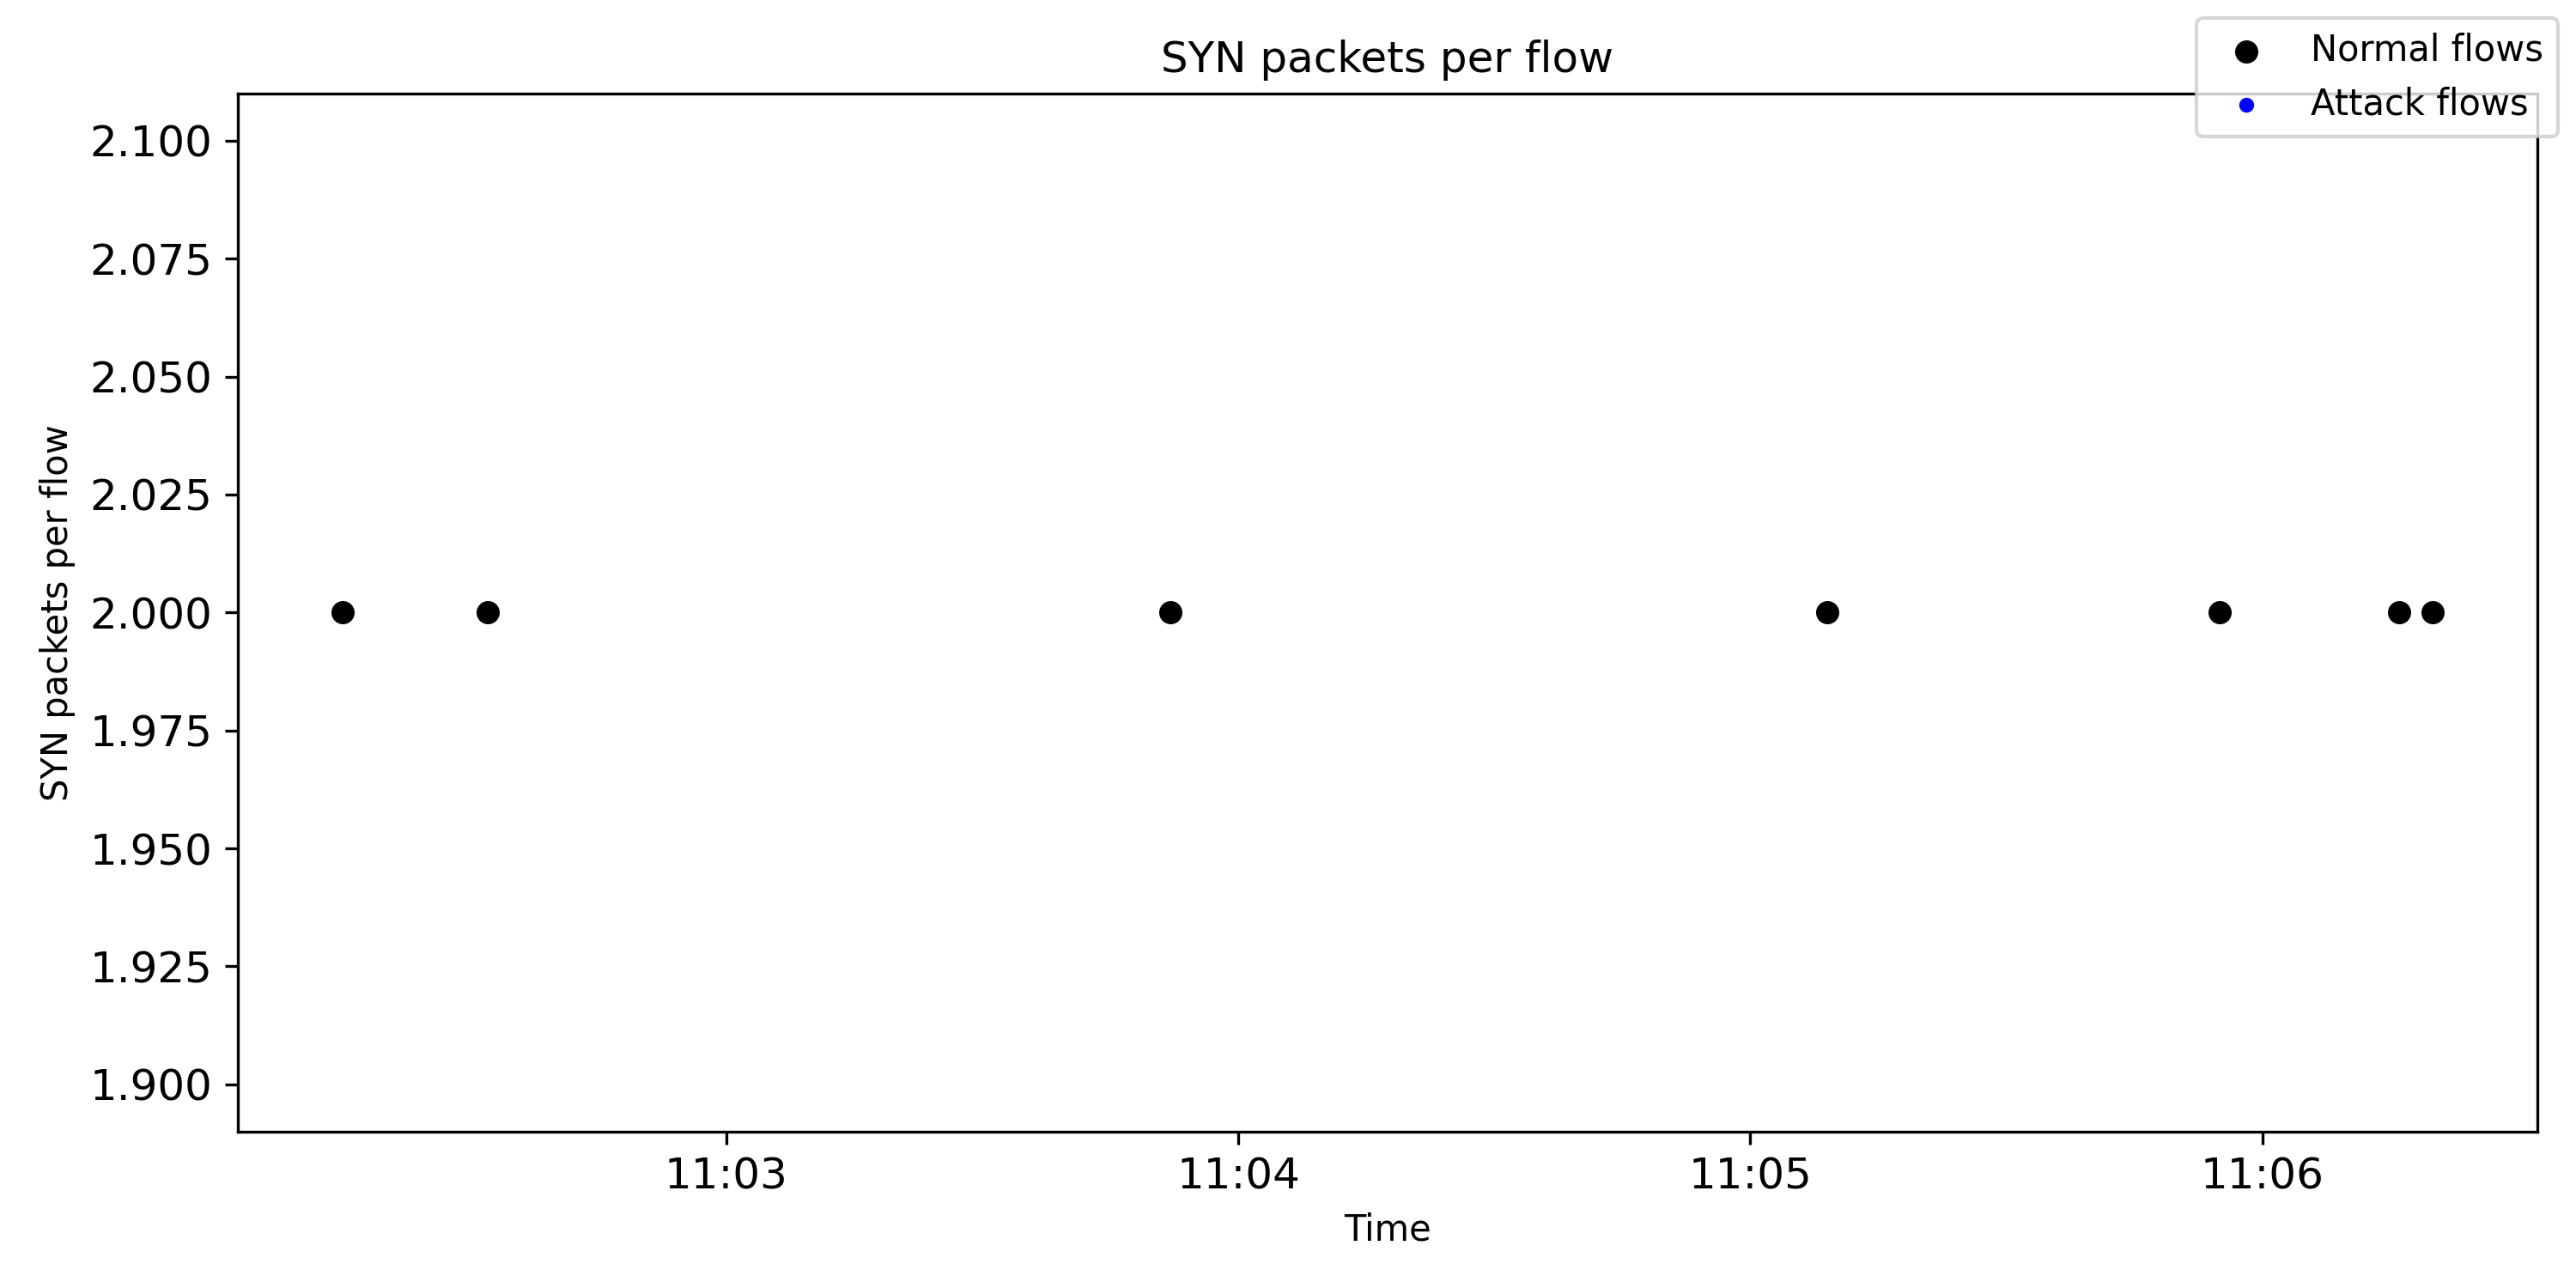 SYN packets per flow
Normal flows
Attack flows
SYN packets per flow
2.100
2.075
2.050
2.025
2.000
1.975
1.950
1.925
1.900
11:03 11:04 11:05 11:06
Time